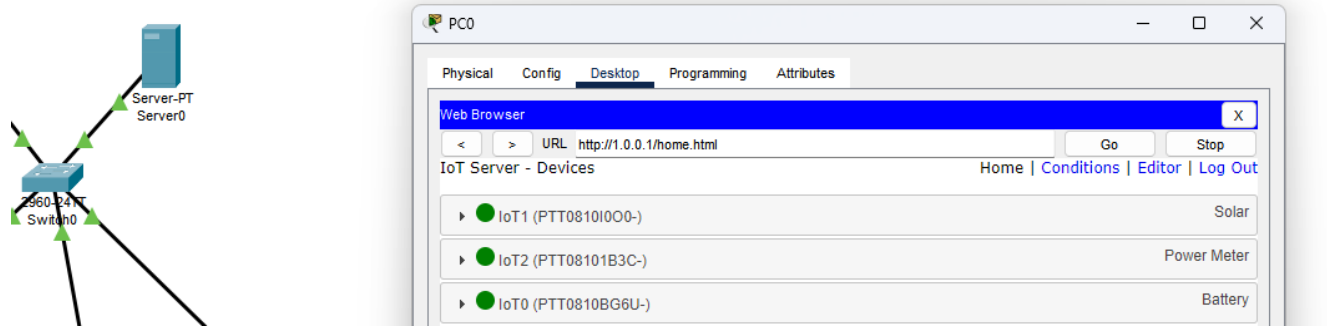 PC0
Physical Config Desktop Programming Attributes
Web Browser
X
< > URL http://1.0.0.1/home.html Go Stop
IoT Server - Devices Home | Conditions | Editor | Log Out
IoT1 (PTT0810I0O0-) Solar
IoT2 (PTT08101B3C-) Power Meter
IoT0 (PTT0810BG6U-) Battery
Server-PT
Server0
2960-24TT
Switch0